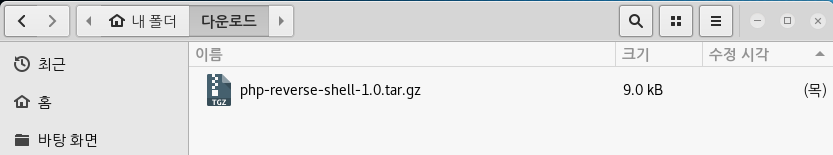 내 폴더 다운로드
최근
홈
바탕 화면
이름 크기 수정 시각
php-reverse-shell-1.0.tar.gz 9.0 kB (목)
TGZ